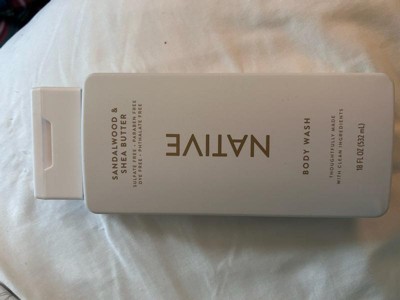 SANDALWOOD &
SHEA BUTTER
SULFATE FREE • PARABEN FREE
DYE FREE • PHTHALATE FREE
NATIVE
BODY WASH
THOUGHTFULLY MADE
WITH CLEAN INGREDIENTS
18 FL OZ (532 mL)